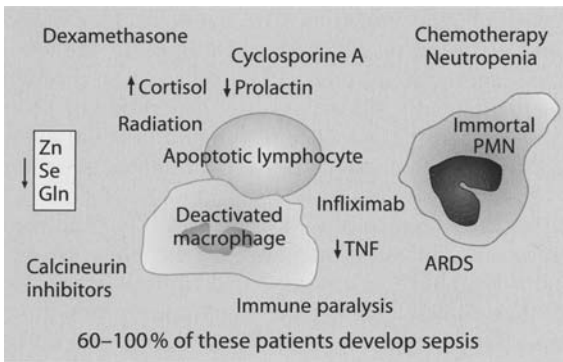 Dexamethasone
Cyclosporine A
Chemotherapy
Neutropenia
↑ Cortisol ↓ Prolactin
Radiation
Immortal
PMN
Apoptotic lymphocyte
↓
Zn
Se
Gln
Infliximab
Deactivated
macrophage
↓ TNF
ARDS
Calcineurin
inhibitors
Immune paralysis
60–100% of these patients develop sepsis